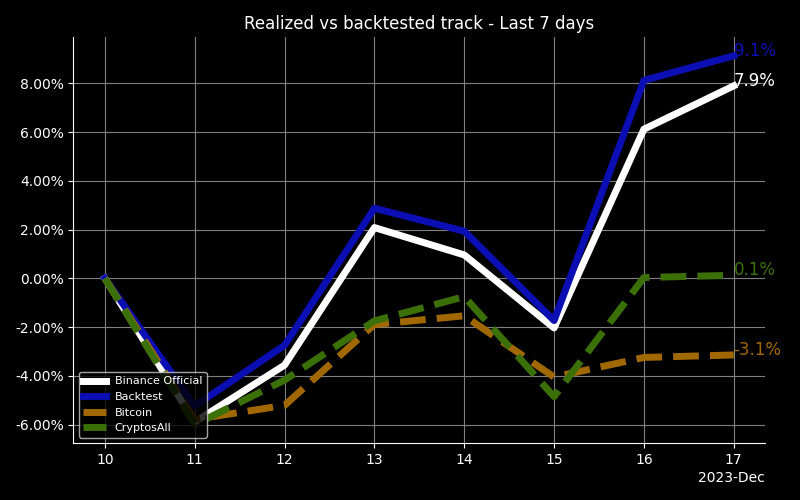 Realized vs backtested track - Last 7 days
9.1%
8.00%
7.9%
6.00%
4.00%
2.00%
0.00%
0.1%
-2.00%
-3.1%
-4.00%
-6.00%
Binance Official
Backtest
Bitcoin
CryptosAll
10 11 12 13 14 15 16 17
2023-Dec